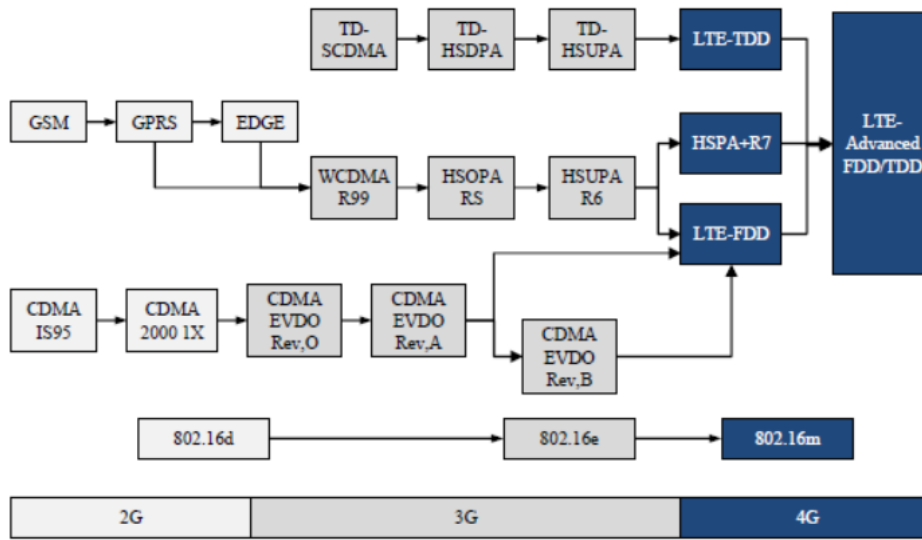 TD-
SCDMA
TD-
HSDPA
TD-
HSUPA
LTE-TDD
GSM
GPRS
EDGE
HSPA+R7
LTE-
Advanced
FDD/TDD
WCDMA
R99
HSOPA
RS
HSUPA
R6
LTE-FDD
CDMA
IS95
CDMA
2000 1X
CDMA
EVDO
Rev,O
CDMA
EVDO
Rev,A
CDMA
EVDO
Rev,B
802.16d
802.16e
802.16m
2G
3G
4G